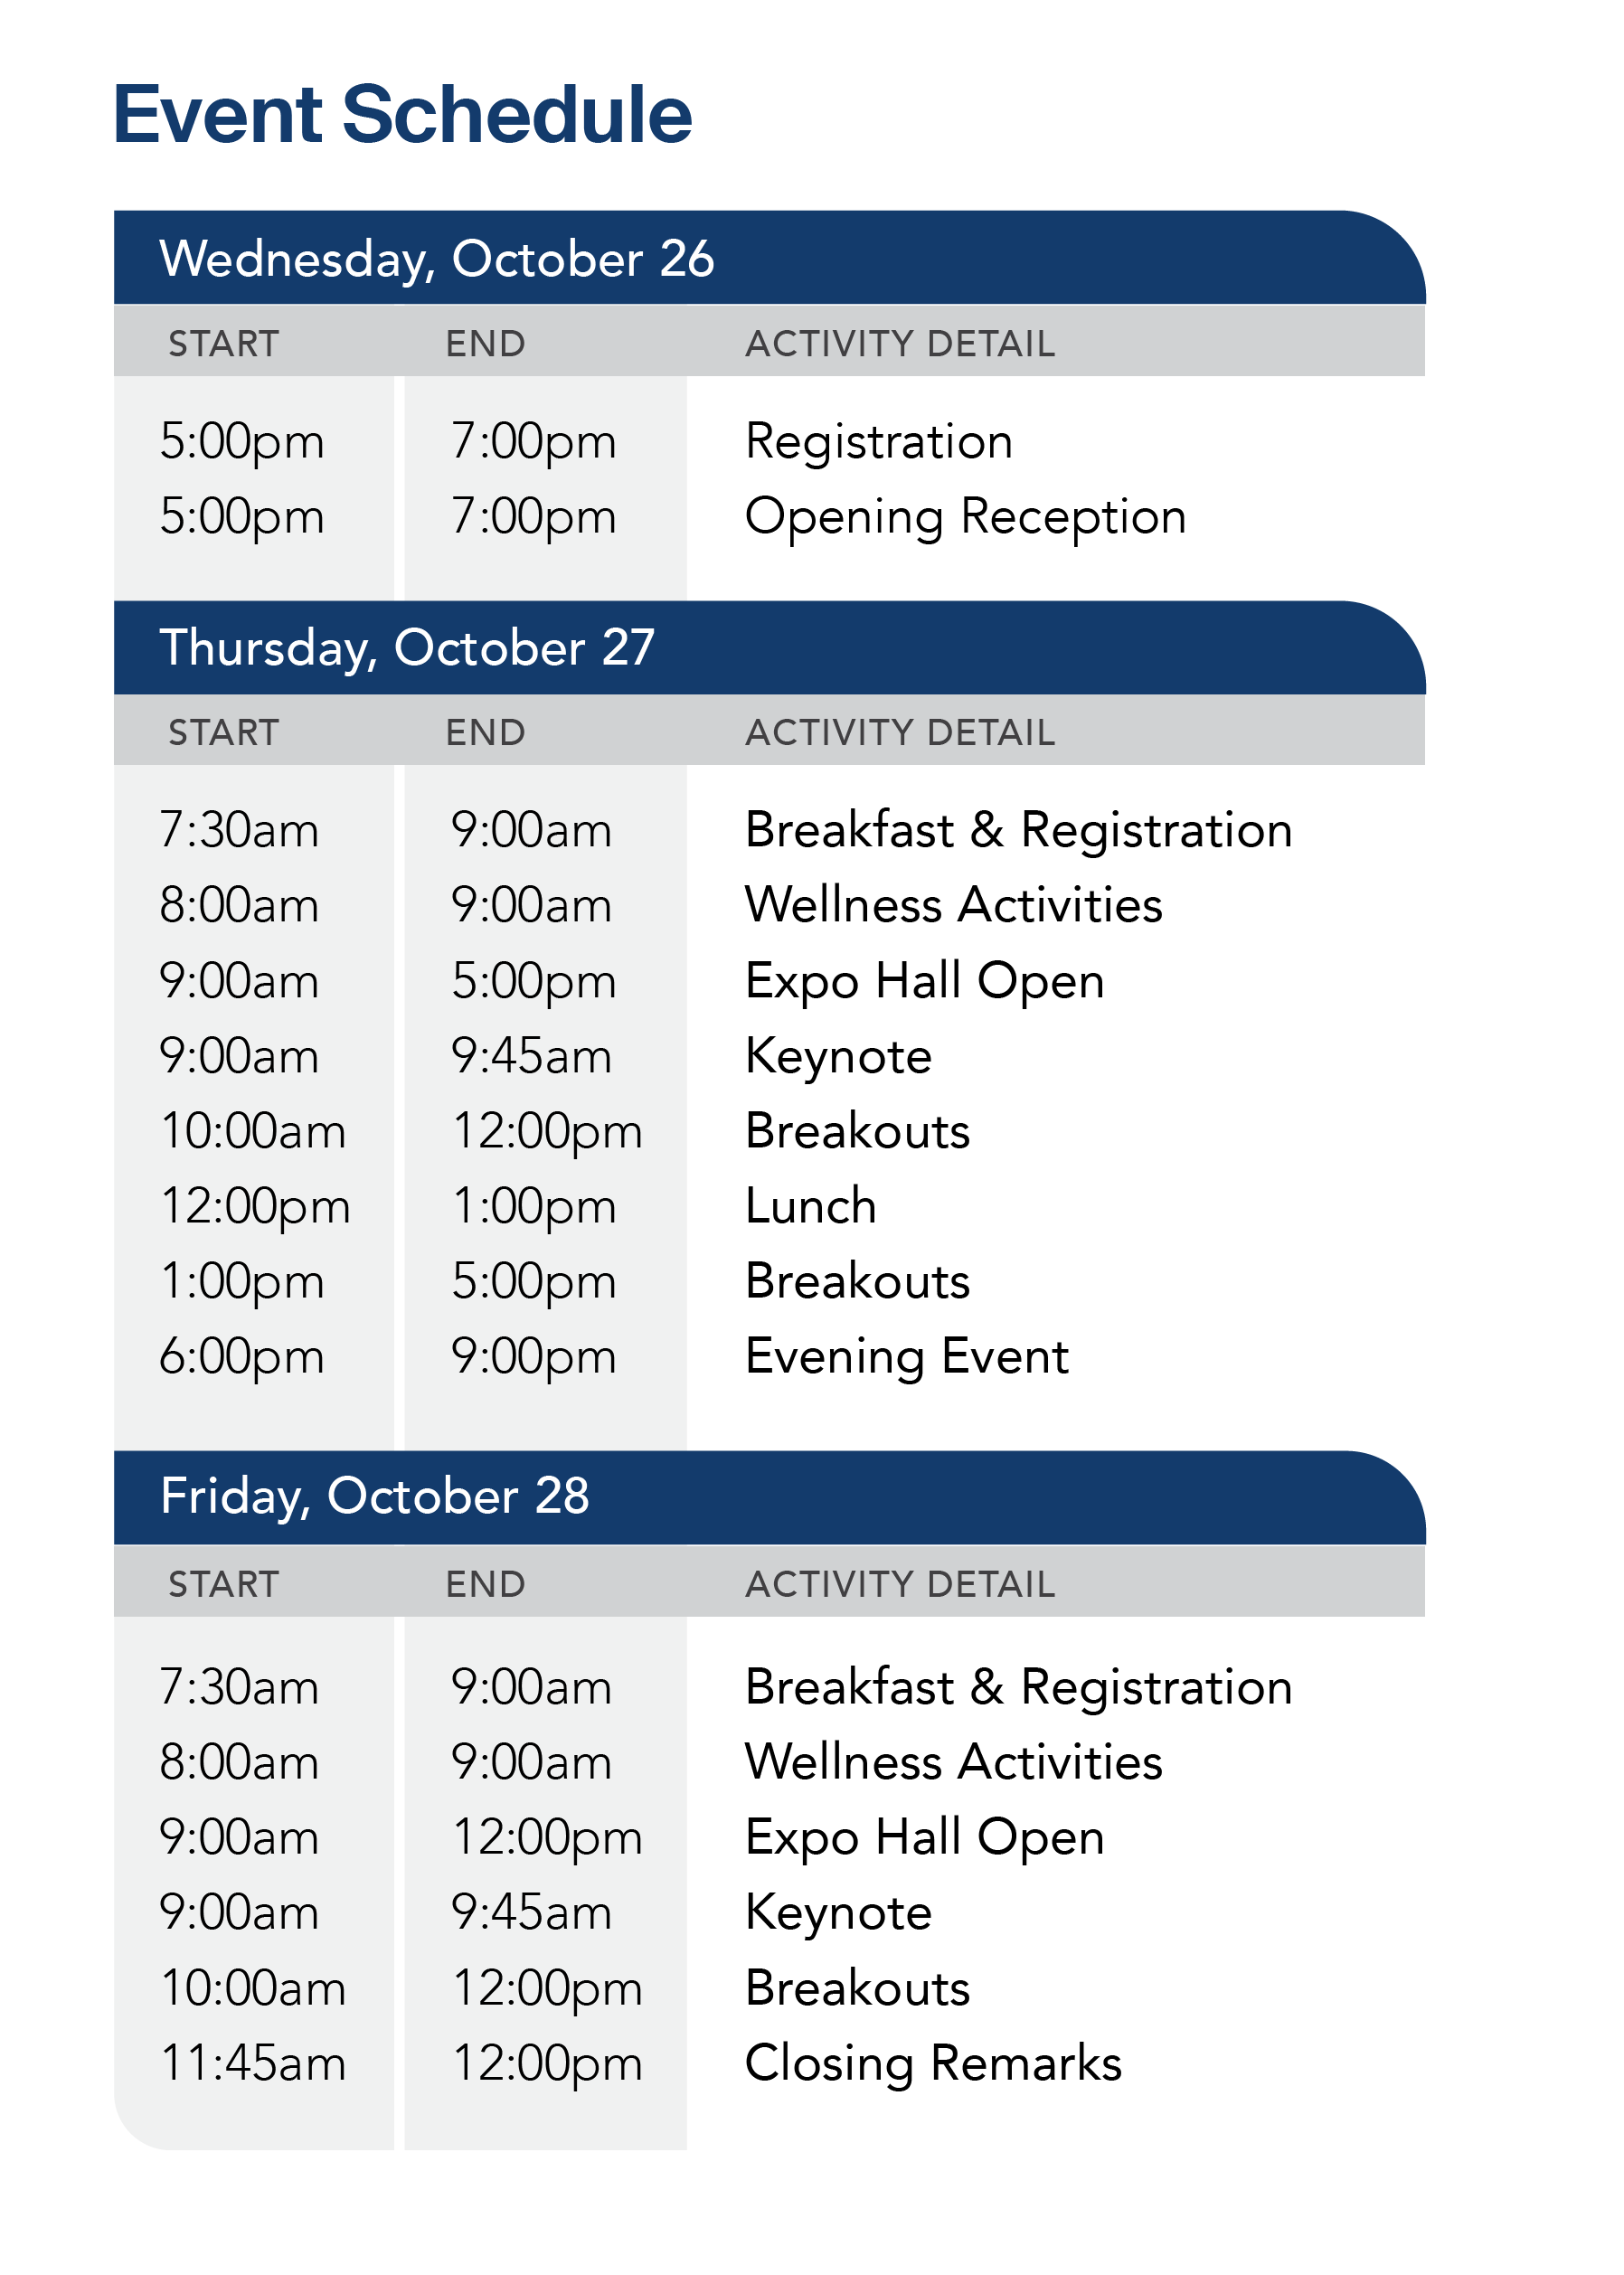 Event Schedule
Wednesday, October 26
START END ACTIVITY DETAIL
5:00pm 7:00pm Registration
5:00pm 7:00pm Opening Reception
Thursday, October 27
START END ACTIVITY DETAIL
7:30am 9:00am Breakfast & Registration
8:00am 9:00am Wellness Activities
9:00am 5:00pm Expo Hall Open
9:00am 9:45am Keynote
10:00am 12:00pm Breakouts
12:00pm 1:00pm Lunch
1:00pm 5:00pm Breakouts
6:00pm 9:00pm Evening Event
Friday, October 28
START END ACTIVITY DETAIL
7:30am 9:00am Breakfast & Registration
8:00am 9:00am Wellness Activities
9:00am 12:00pm Expo Hall Open
9:00am 9:45am Keynote
10:00am 12:00pm Breakouts
11:45am 12:00pm Closing Remarks